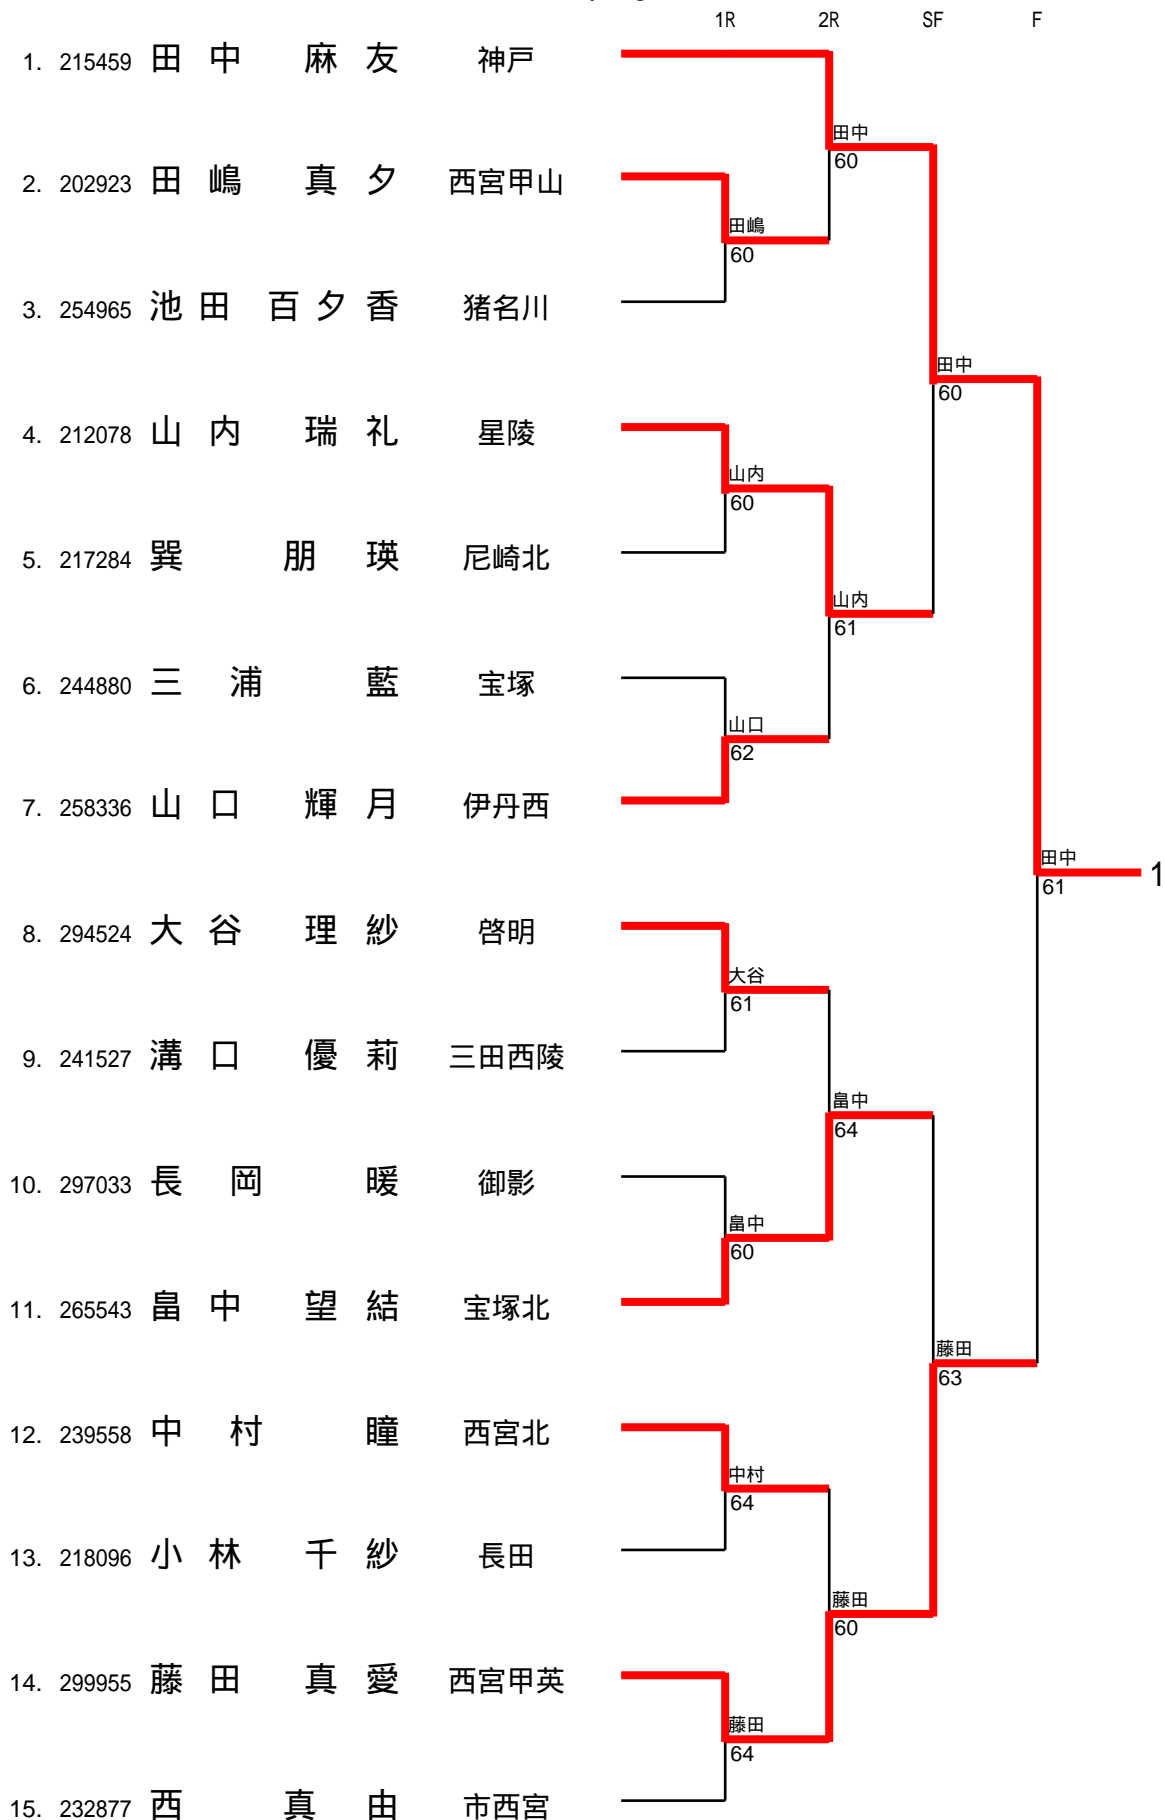 1R 2R SF F
1. 215459 田中 麻友 神戸
田中
60
2. 202923 田嶋 真夕 西宮甲山
田嶋
60
3. 254965 池田 百夕香 猪名川
田中
60
4. 212078 山内 瑞礼 星陵
山内
60
5. 217284 巽 朋瑛 尼崎北
山内
61
6. 244880 三浦 藍 宝塚
山口
62
7. 258336 山口 輝月 伊丹西
田中
61
1
8. 294524 大谷 理紗 啓明
大谷
61
9. 241527 溝口 優莉 三田西陵
畠中
64
10. 297033 長岡 暖 御影
畠中
60
11. 265543 畠中 望結 宝塚北
藤田
63
12. 239558 中村 瞳 西宮北
中村
64
13. 218096 小林 千紗 長田
藤田
60
14. 299955 藤田 真愛 西宮甲英
藤田
64
15. 232877 西 真由 市西宮